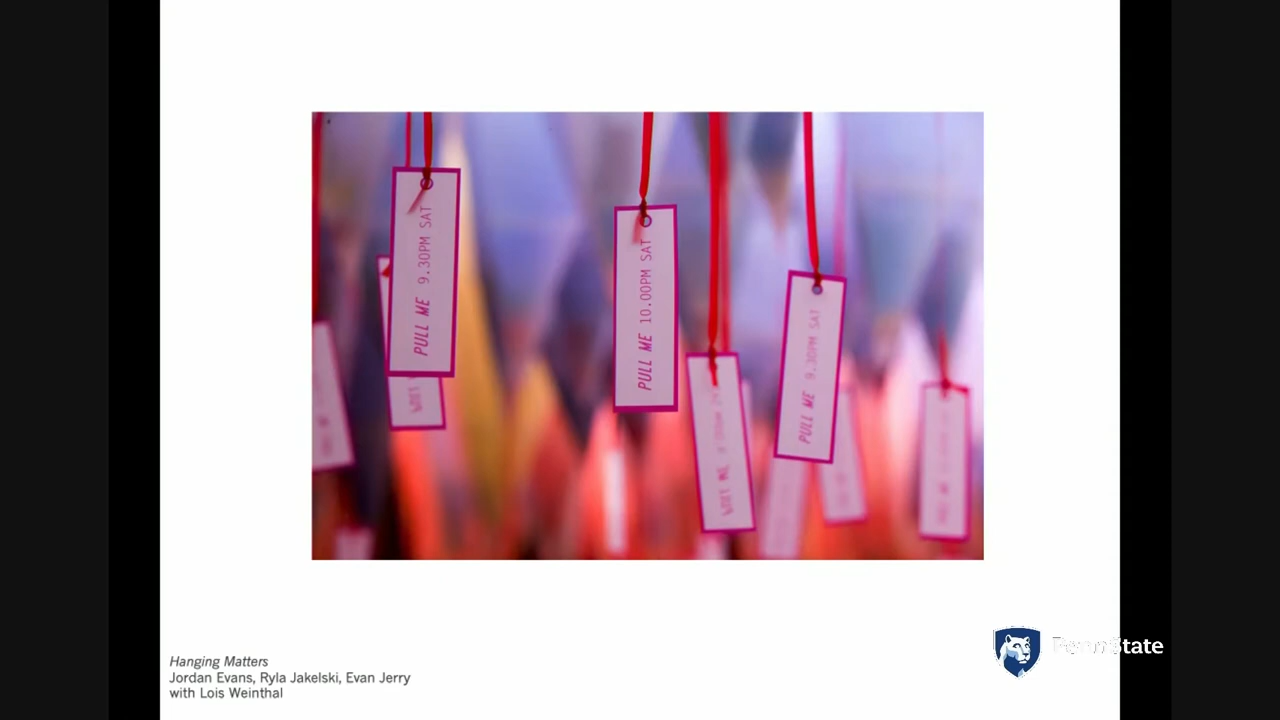 PULL ME 9.30PM SAT
PULL ME 10.00PM SAT
PULL ME 9.30PM SAT
Hanging Matters
Jordan Evans, Ryla Jakelski, Evan Jerry
with Lois Weinthal
PennState